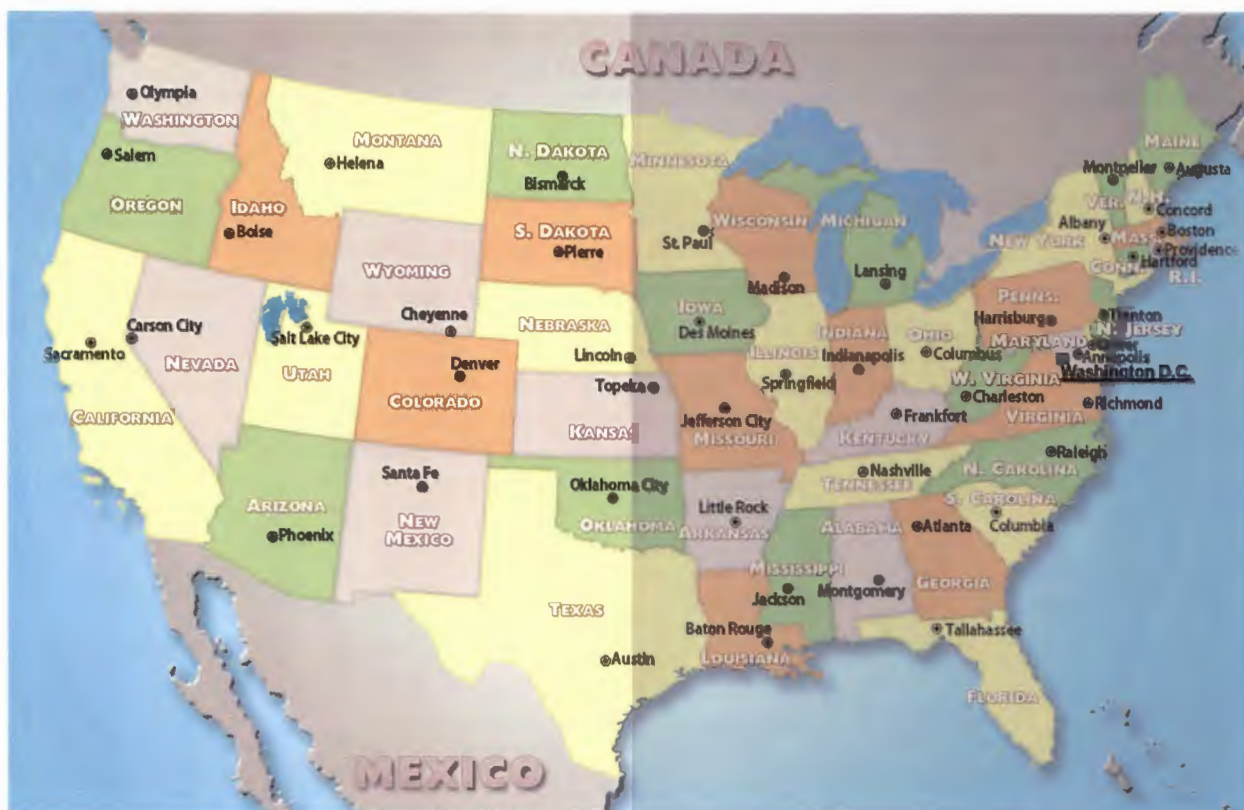 CANADA
Olympia
WASHINGTON
Salem
OREGON
MONTANA
Helena
IDAHO
Boise
N. DAKOTA
Bismarck
S. DAKOTA
Pierre
WYOMING
Cheyenne
MINNESOTA
St. Paul
WISCONSIN
Madison
MICHIGAN
Lansing
MAINE
Augusta
Montpelier
VER.
N.H.
Concord
Albany
NEW YORK
MASS.
Boston
Providence
CONN.
Hartford
R.I.
Carson City
Sacramento
NEVADA
CALIFORNIA
Salt Lake City
UTAH
Denver
COLORADO
NEBRASKA
Lincoln
Topeka
KANSAS
IOWA
Des Moines
ILLINOIS
Springfield
INDIANA
Indianapolis
OHIO
Columbus
PENNS.
Harrisburg
Trenton
N. JERSEY
MARYLAND
Annapolis
Washington D.C.
W. VIRGINIA
Charleston
VIRGINIA
Richmond
Jefferson City
MISSOURI
KENTUCKY
Frankfort
Nashville
TENNESSEE
Raleigh
N. CAROLINA
S. CAROLINA
Columbia
ARIZONA
Phoenix
Santa Fe
NEW
MEXICO
Oklahoma City
OKLAHOMA
Little Rock
ARKANSAS
MISSISSIPPI
Jackson
ALABAMA
Montgomery
Atlanta
GEORGIA
TEXAS
Austin
Baton Rouge
LOUISIANA
Tallahassee
FLORIDA
MEXICO